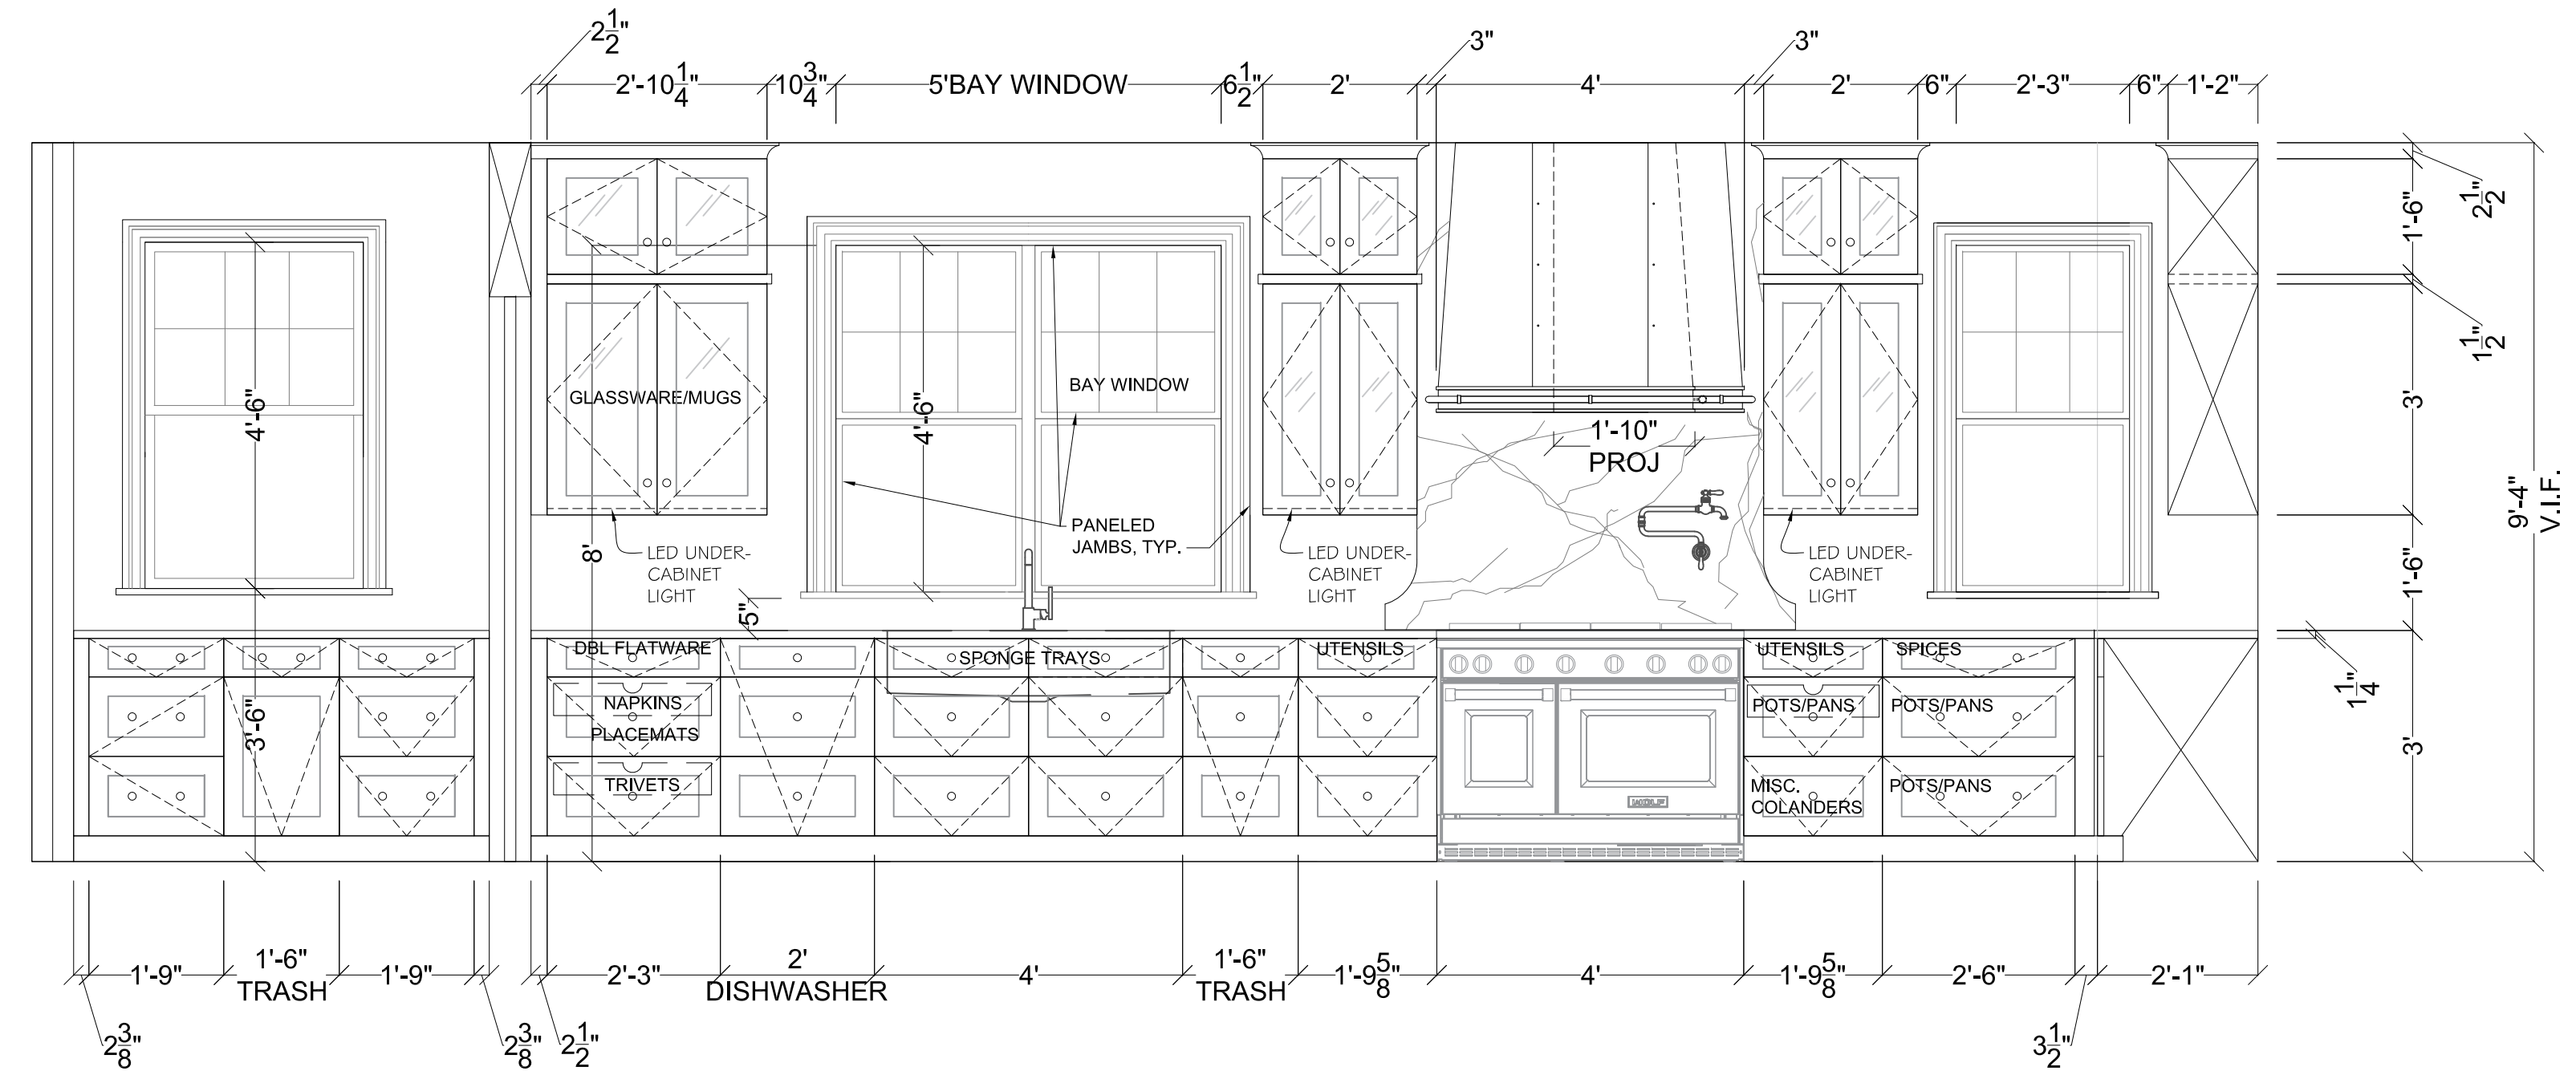 2 1/2"
3"
3"
2'-10 1/4"
10 3/4"
5'BAY WINDOW
6 1/2"
2'
4'
2'
6"
2'-3"
6"
1'-2"
2 1/2"
1'-6"
1 1/2"
3'
9'-4"
V.I.F.
1'-6"
1 1/4"
3'
4'-6"
GLASSWARE/MUGS
4'-6"
BAY WINDOW
1'-10"
PROJ
PANELED
JAMBS, TYP.
8'
LED UNDER-
CABINET
LIGHT
LED UNDER-
CABINET
LIGHT
LED UNDER-
CABINET
LIGHT
5"
3'-6"
DBL FLATWARE
NAPKINS
PLACEMATS
TRIVETS
SPONGE TRAYS
UTENSILS
WOLF
UTENSILS
SPICES
POTS/PANS
POTS/PANS
MISC.
COLANDERS
POTS/PANS
1'-9"
1'-6"
TRASH
1'-9"
2'-3"
2'
DISHWASHER
4'
1'-6"
TRASH
1'-9 5/8"
4'
1'-9 5/8"
2'-6"
2'-1"
2 3/8"
2 3/8"
2 1/2"
3 1/2"